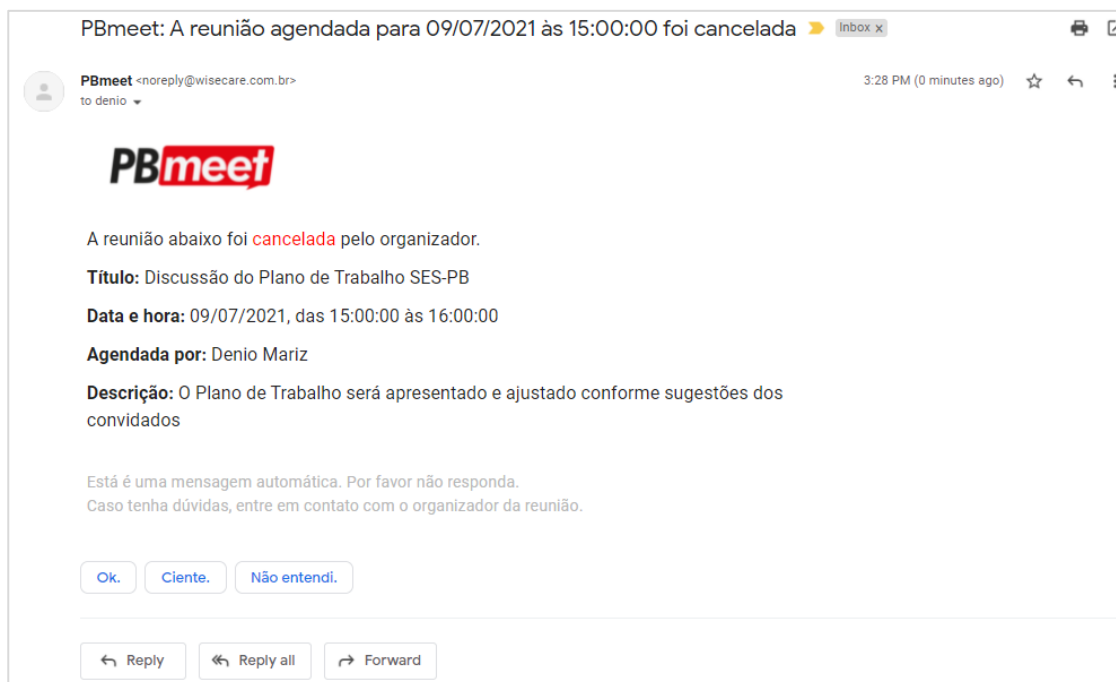 PBmeet: A reunião agendada para 09/07/2021 às 15:00:00 foi cancelada Inbox x
PBmeet <noreply@wisecare.com.br> 3:28 PM (0 minutes ago)
to denio
PBmeet
A reunião abaixo foi cancelada pelo organizador.
Título: Discussão do Plano de Trabalho SES-PB
Data e hora: 09/07/2021, das 15:00:00 às 16:00:00
Agendada por: Denio Mariz
Descrição: O Plano de Trabalho será apresentado e ajustado conforme sugestões dos
convidados
Está é uma mensagem automática. Por favor não responda.
Caso tenha dúvidas, entre em contato com o organizador da reunião.
Ok. Ciente. Não entendi.
Reply Reply all Forward